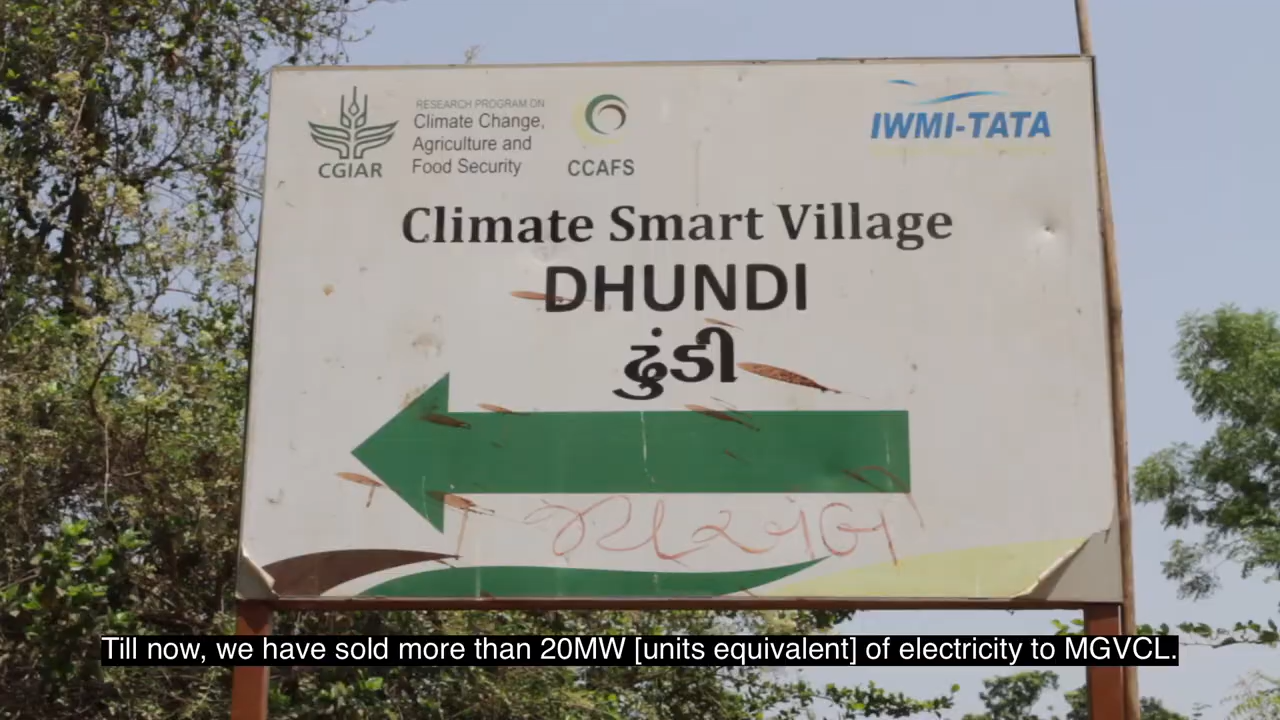 RESEARCH PROGRAM ON
Climate Change,
Agriculture and
Food Security
CGIAR
CCAFS
IWMI-TATA
Climate Smart Village
DHUNDI
ઢુંડી
Till now, we have sold more than 20MW [units equivalent] of electricity to MGVCL.